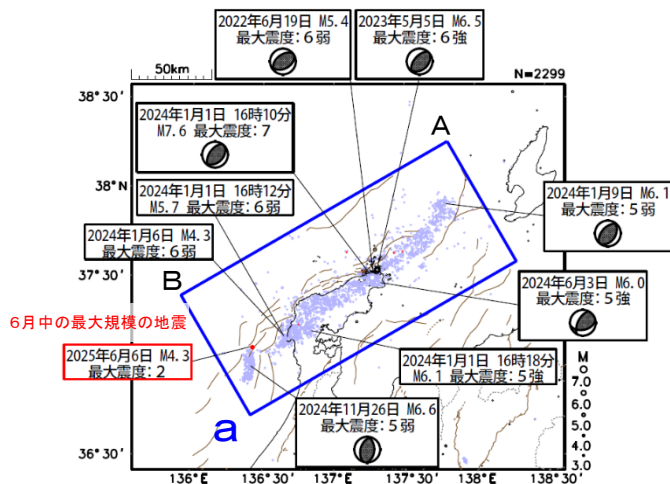 2022年6月19日 M5.4
最大震度:6弱
2023年5月5日 M6.5
最大震度:6強
50km
N=2299
38°30'
2024年1月1日 16時10分
M7.6 最大震度:7
A
38°N
2024年1月1日 16時12分
M5.7 最大震度:6弱
2024年1月9日 M6.1
最大震度:5弱
2024年1月6日 M4.3
最大震度:6弱
37°30'
B
2024年6月3日 M6.0
最大震度:5強
6月中の最大規模の地震
2025年6月6日 M4.3
最大震度:2
37°N
2024年1月1日 16時18分
M6.1 最大震度:5強
M
7.0
6.0
5.0
4.0
3.0
a
2024年11月26日 M6.6
最大震度:5弱
36°30'
136°E
136°30'
137°E
137°30'
138°E
138°30'